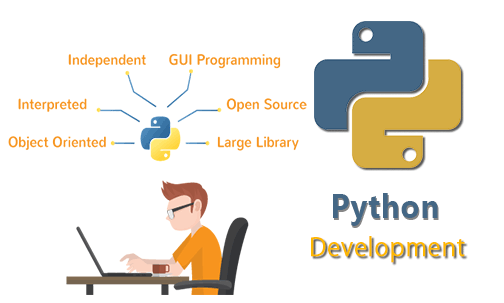 Independent
GUI Programming
Interpreted
Open Source
Object Oriented
Large Library
Python
Development